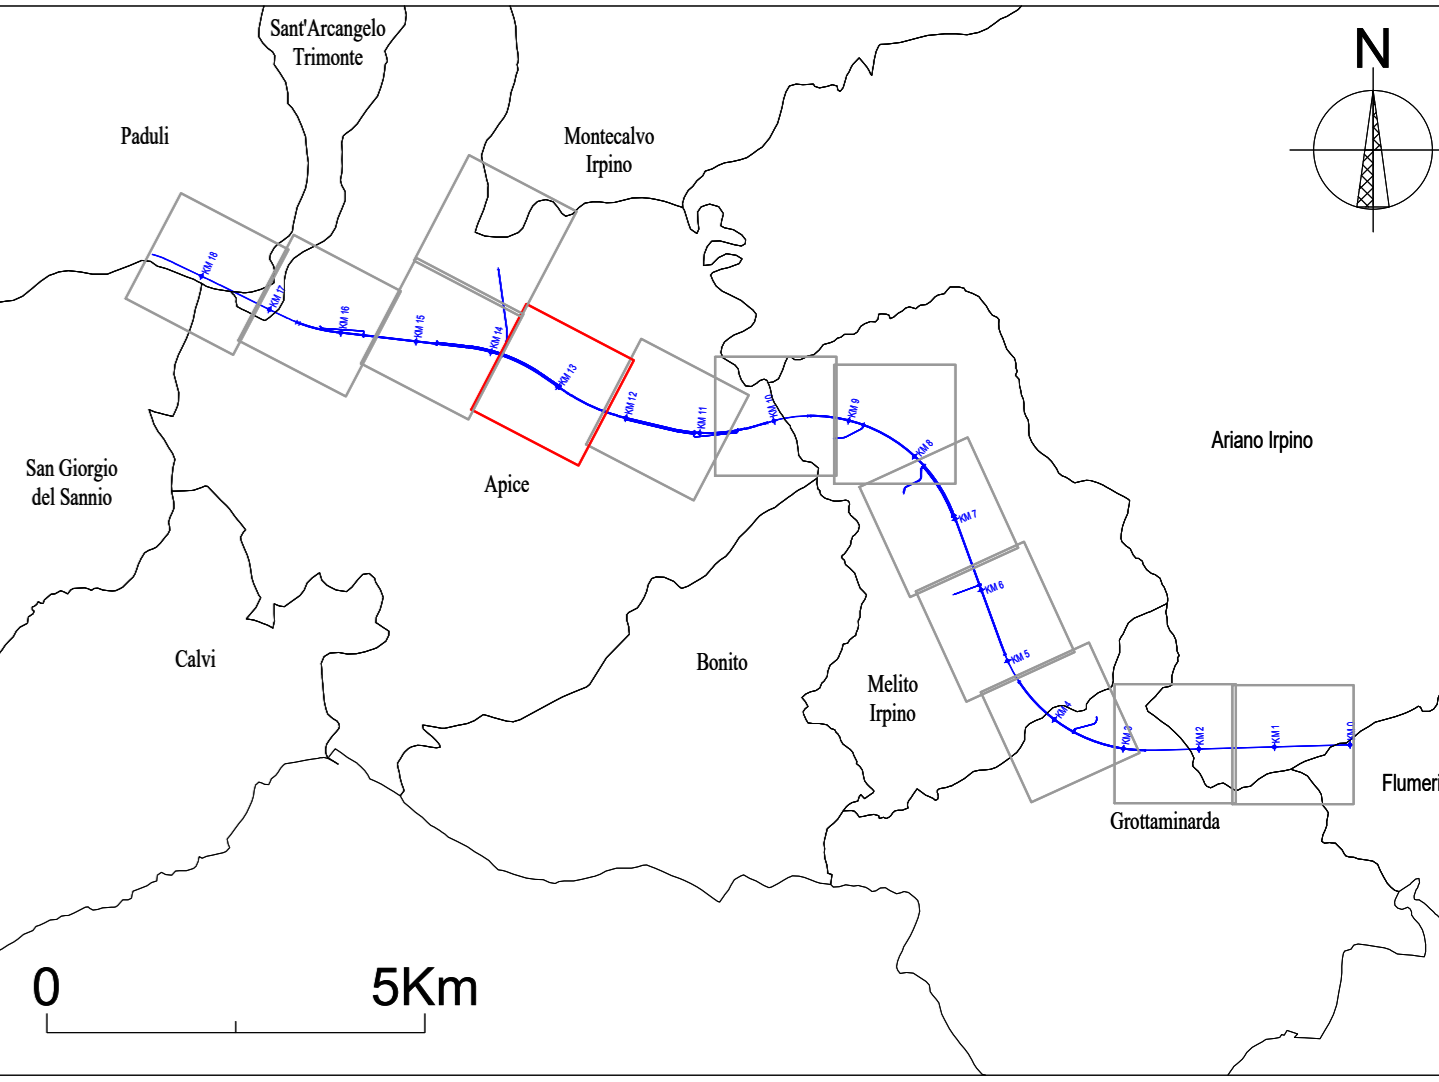 Sant'Arcangelo
Trimonte
N
Paduli
Montecalvo
Irpino
KM 18
KM 17
KM 16
KM 15
KM 14
KM 13
KM 12
KM 11
KM 10
KM 9
KM 8
KM 7
KM 6
KM 5
KM 4
KM 3
KM 2
KM 1
KM 0
Ariano Irpino
San Giorgio
del Sannio
Apice
Calvi
Bonito
Melito
Irpino
Flumeri
Grottaminarda
0
5Km